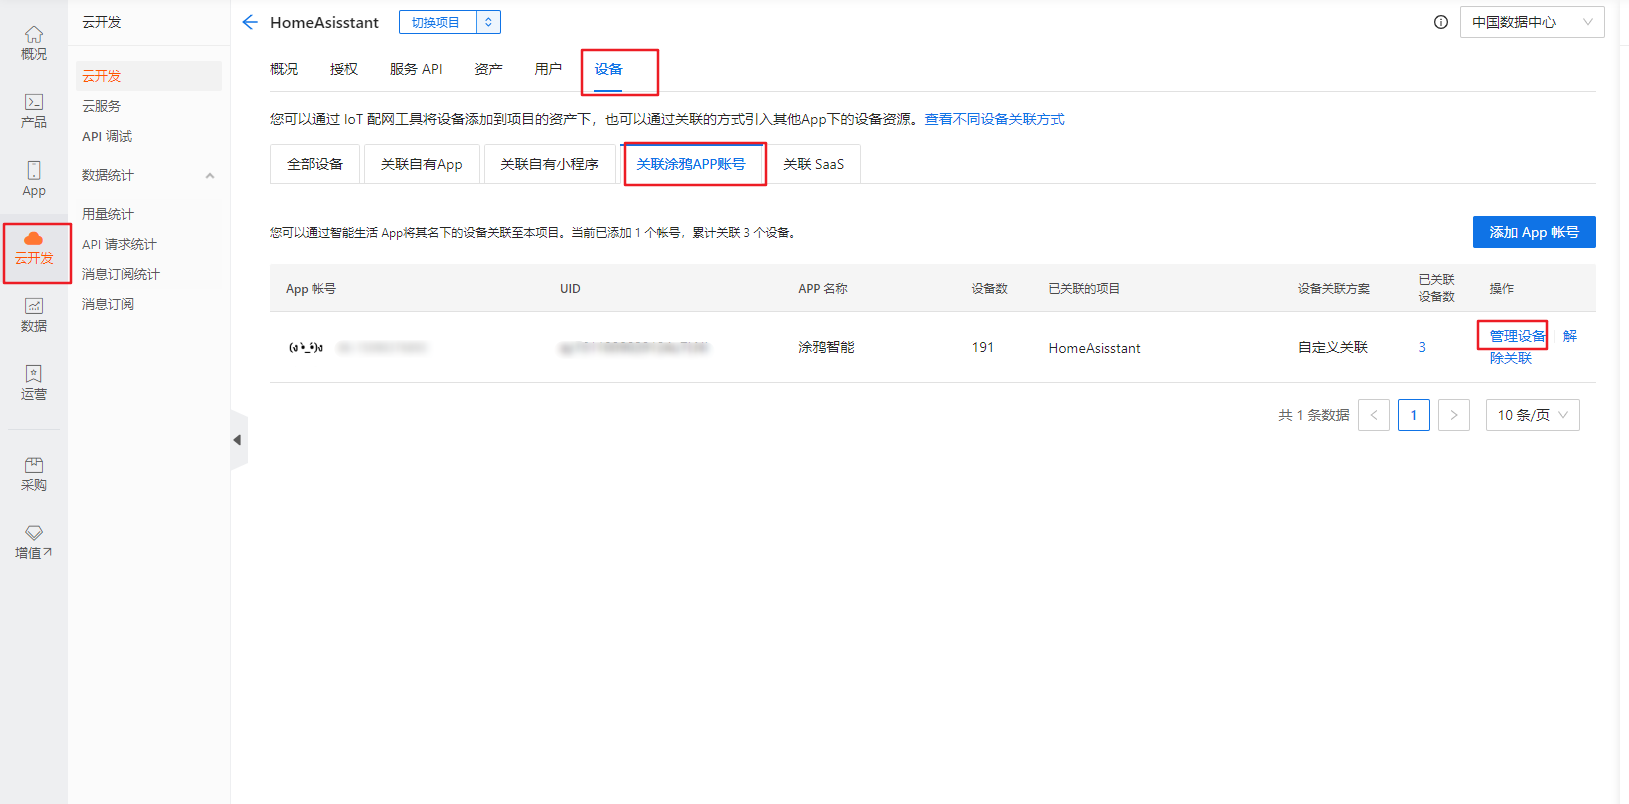 概况
产品
App
云开发
数据
运营
采购
增值
云开发
云开发
云服务
API 调试
数据统计
用量统计
API 请求统计
消息订阅统计
消息订阅
HomeAsisstant
切换项目
中国数据中心
概况 授权 服务 API 资产 用户 设备
您可以通过 IoT 配网工具将设备添加到项目的资产下，也可以通过关联的方式引入其他App下的设备资源。查看不同设备关联方式
全部设备 关联自有App 关联自有小程序 关联涂鸦APP账号 关联 SaaS
您可以通过智能生活 App将其名下的设备关联至本项目。当前已添加 1 个帐号，累计关联 3 个设备。
添加 App 帐号
App 帐号 UID APP 名称 设备数 已关联的项目 设备关联方案 已关联
设备数 操作
涂鸦智能 191 HomeAsisstant 自定义关联 3 管理设备 解
除关联
共 1 条数据 < 1 > 10 条/页